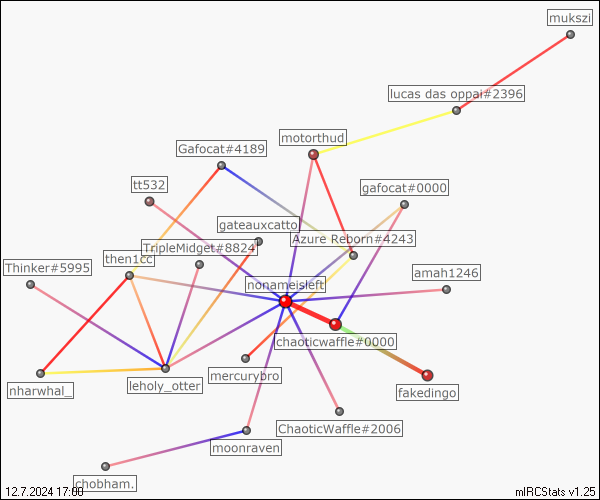 mukszi
lucas das oppai#2396
motorthud
Gafocat#4189
tt532
gafocat#0000
gateauxcatto
Azure Reborn#4243
TripleMidget#8824
then1cc
Thinker#5995
amah1246
nonameisleft
chaoticwaffle#0000
mercurybro
leholy_otter
nharwhal_
fakedingo
ChaoticWaffle#2006
moonraven
chobham.
12.7.2024 17:00
mIRCStats v1.25